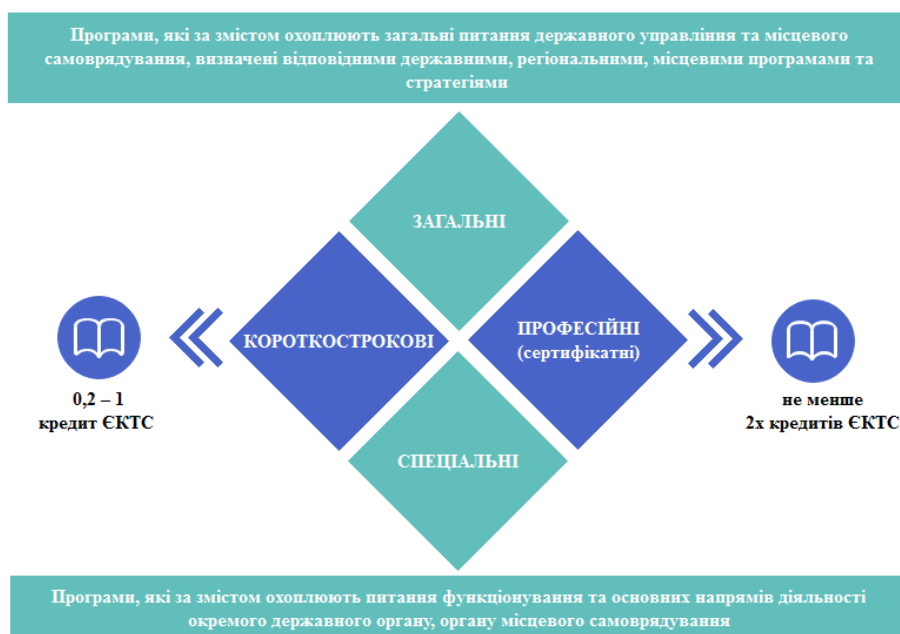 Програми, які за змістом охоплюють загальні питання державного управління та місцевого
самоврядування, визначені відповідними державними, регіональними, місцевими програмами та
стратегіями
ЗАГАЛЬНІ
КОРОТКОСТРОКОВІ
ПРОФЕСІЙНІ
(сертифікатні)
0,2 – 1
кредит ЄКТС
не менше
2х кредитів ЄКТС
СПЕЦІАЛЬНІ
Програми, які за змістом охоплюють питання функціонування та основних напрямів діяльності
окремого державного органу, органу місцевого самоврядування